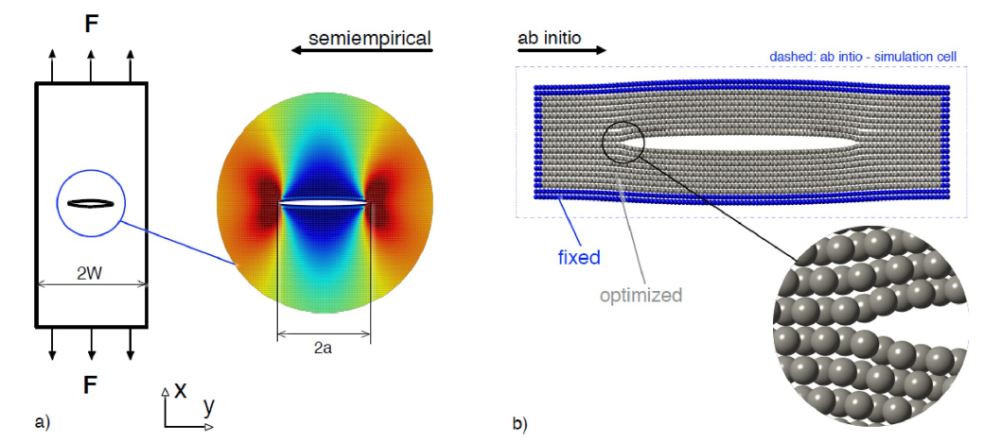 F
semiempirical
2W
2a
F
x
y
a)
ab initio
dashed: ab intio - simulation cell
fixed
optimized
b)